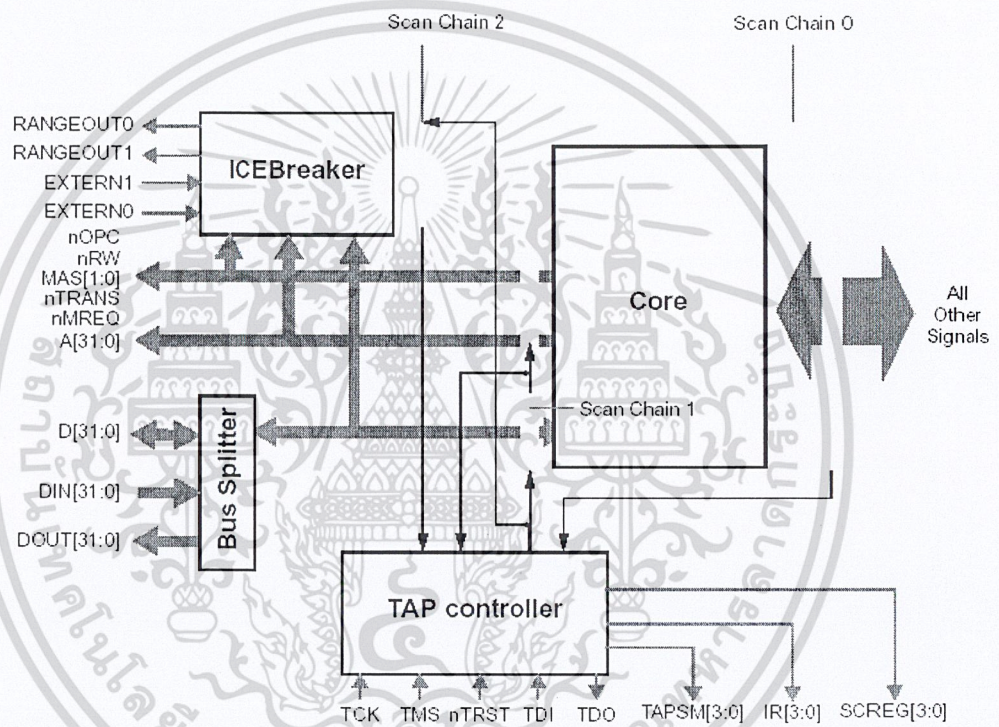 Scan Chain 2
Scan Chain 0
RANGEOUT0
RANGEOUT1
EXTERN1
EXTERN0
nOPC
nRW
MAS[1:0]
nTRANS
nMREQ
A[31:0]
D[31:0]
DIN[31:0]
DOUT[31:0]
ICEBreaker
Core
All
Other
Signals
Scan Chain 1
Bus Splitter
TAP controller
TCK
TMS
nTRST
TDI
TDO
TAPSM[3:0]
IR[3:0]
SCREG[3:0]